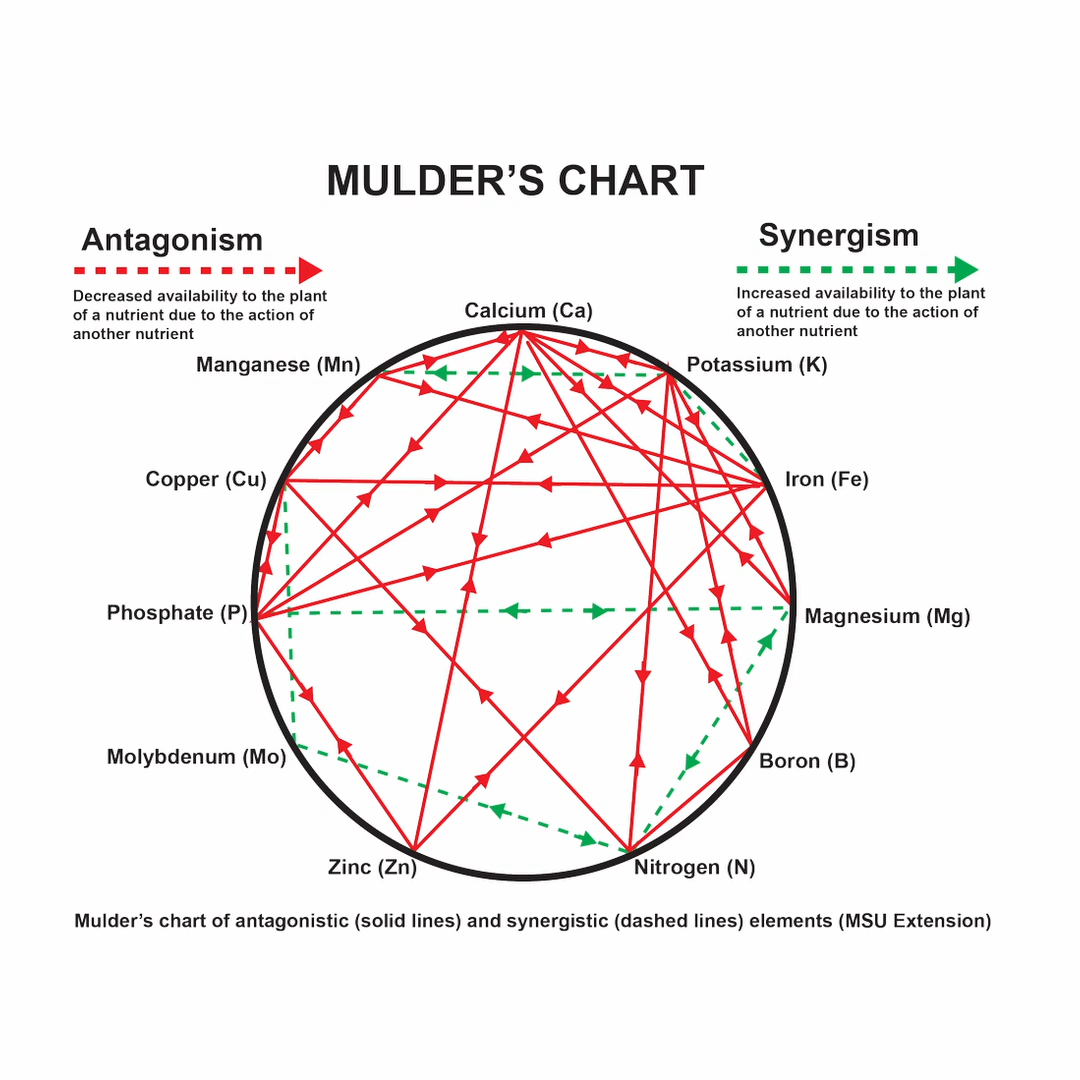 MULDER'S CHART
Antagonism
Decreased availability to the plant
of a nutrient due to the action of
another nutrient
Synergism
Increased availability to the plant
of a nutrient due to the action of
another nutrient
Calcium (Ca)
Manganese (Mn)
Potassium (K)
Copper (Cu)
Iron (Fe)
Phosphate (P)
Magnesium (Mg)
Molybdenum (Mo)
Boron (B)
Zinc (Zn)
Nitrogen (N)
Mulder's chart of antagonistic (solid lines) and synergistic (dashed lines) elements (MSU Extension)